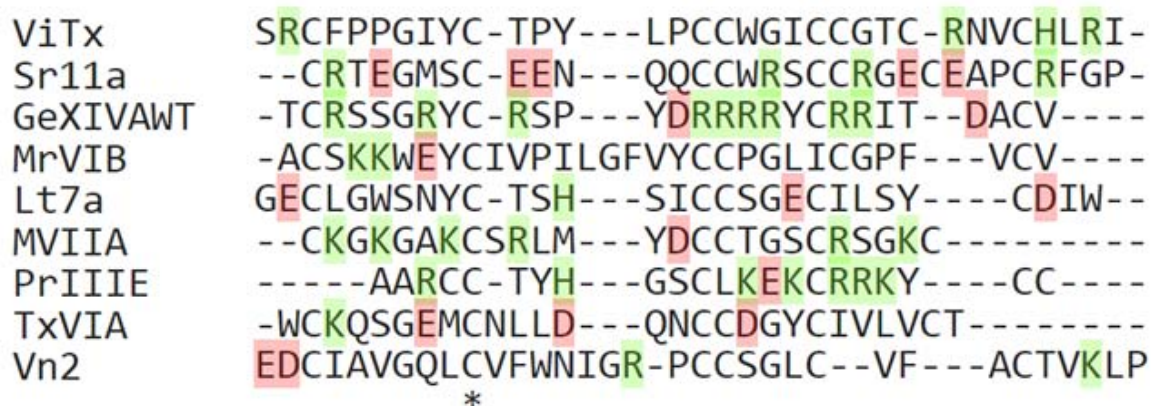 ViTx SRCFPPGIYC-TPY---LPCCWGICCGTC-RNVCHLRI-
Sr11a --CRTEGMSC-EEN---QQCCWRSCCRGECEAPCRFGP-
GeXIVAWT -TCRSSGRYC-RSP---YDRRRRYCRRIT--DACV----
MrVIB -ACSKKWEYCIVPILGFVYCCPGLICGPF---VCV----
Lt7a GECLGWSNYC-TSH---SICCSGECILSY----CDIW--
MVIIA --CKGKGAKCSRLM---YDCCTGSCRSGKC---------
PrIIIE -----AARCC-TYH---GSCLKEKCRRKY----CC----
TxVIA -WCKQSGEMCNLLD---QNCCDGYCIVLVCT--------
Vn2 EDCIAVGQLCVFWNIGR-PCCSGLC--VF---ACTVKLP
*